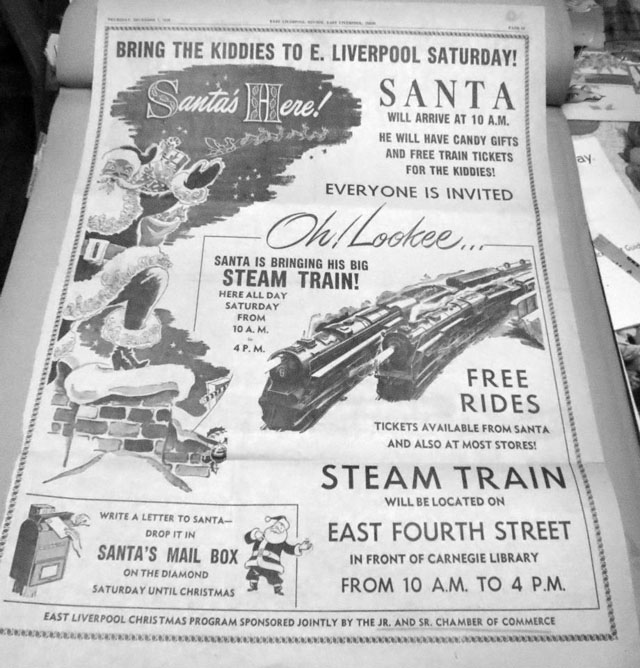 BRING THE KIDDIES TO E. LIVERPOOL SATURDAY!
Santa's Here!
SANTA
WILL ARRIVE AT 10 A.M.
HE WILL HAVE CANDY GIFTS
AND FREE TRAIN TICKETS
FOR THE KIDDIES!
EVERYONE IS INVITED
Oh! Lookee...
SANTA IS BRINGING HIS BIG
STEAM TRAIN!
HERE ALL DAY
SATURDAY
FROM
10 A. M.
to
4 P. M.
FREE
RIDES
TICKETS AVAILABLE FROM SANTA
AND ALSO AT MOST STORES!
STEAM TRAIN
WILL BE LOCATED ON
EAST FOURTH STREET
IN FRONT OF CARNEGIE LIBRARY
FROM 10 A.M. TO 4 P.M.
WRITE A LETTER TO SANTA—
DROP IT IN
SANTA'S MAIL BOX
ON THE DIAMOND
SATURDAY UNTIL CHRISTMAS
EAST LIVERPOOL CHRISTMAS PROGRAM SPONSORED JOINTLY BY THE JR. AND SR. CHAMBER OF COMMERCE
ay.